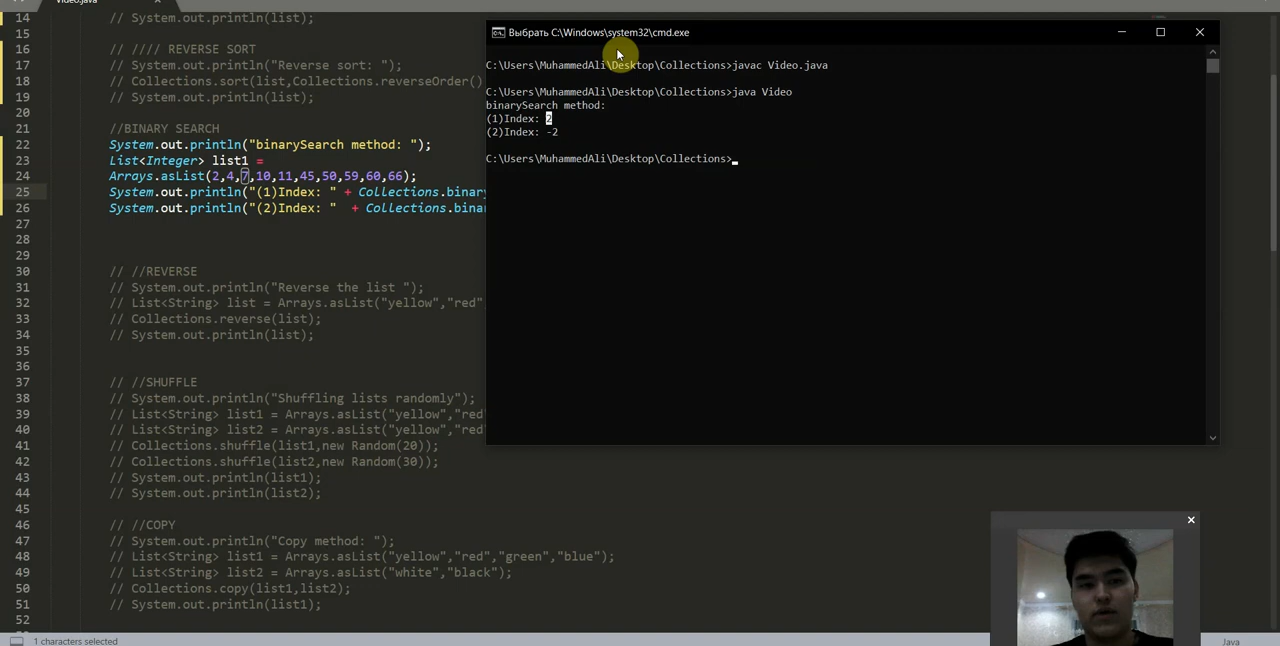 Video.java
14 // System.out.println(list);
15
16 // //// REVERSE SORT
17 // System.out.println("Reverse sort: ");
18 // Collections.sort(list,Collections.reverseOrder()
19 // System.out.println(list);
20
21 //BINARY SEARCH
22 System.out.println("binarySearch method: ");
23 List<Integer> list1 =
24 Arrays.asList(2,4,7,10,11,45,50,59,60,66);
25 System.out.println("(1)Index: " + Collections.binary
26 System.out.println("(2)Index: " + Collections.bina
27
28
29
30 // //REVERSE
31 // System.out.println("Reverse the list ");
32 // List<String> list = Arrays.asList("yellow","red",
33 // Collections.reverse(list);
34 // System.out.println(list);
35
36
37 // //SHUFFLE
38 // System.out.println("Shuffling lists randomly");
39 // List<String> list1 = Arrays.asList("yellow","red
40 // List<String> list2 = Arrays.asList("yellow","red
41 // Collections.shuffle(list1,new Random(20));
42 // Collections.shuffle(list2,new Random(30));
43 // System.out.println(list1);
44 // System.out.println(list2);
45
46 // //COPY
47 // System.out.println("Copy method: ");
48 // List<String> list1 = Arrays.asList("yellow","red","green","blue");
49 // List<String> list2 = Arrays.asList("white","black");
50 // Collections.copy(list1,list2);
51 // System.out.println(list1);
52
Выбрать C:\Windows\system32\cmd.exe
C:\Users\MuhammedAli\Desktop\Collections>javac Video.java
C:\Users\MuhammedAli\Desktop\Collections>java Video
binarySearch method:
(1)Index: 2
(2)Index: -2
C:\Users\MuhammedAli\Desktop\Collections>
1 characters selected
Java